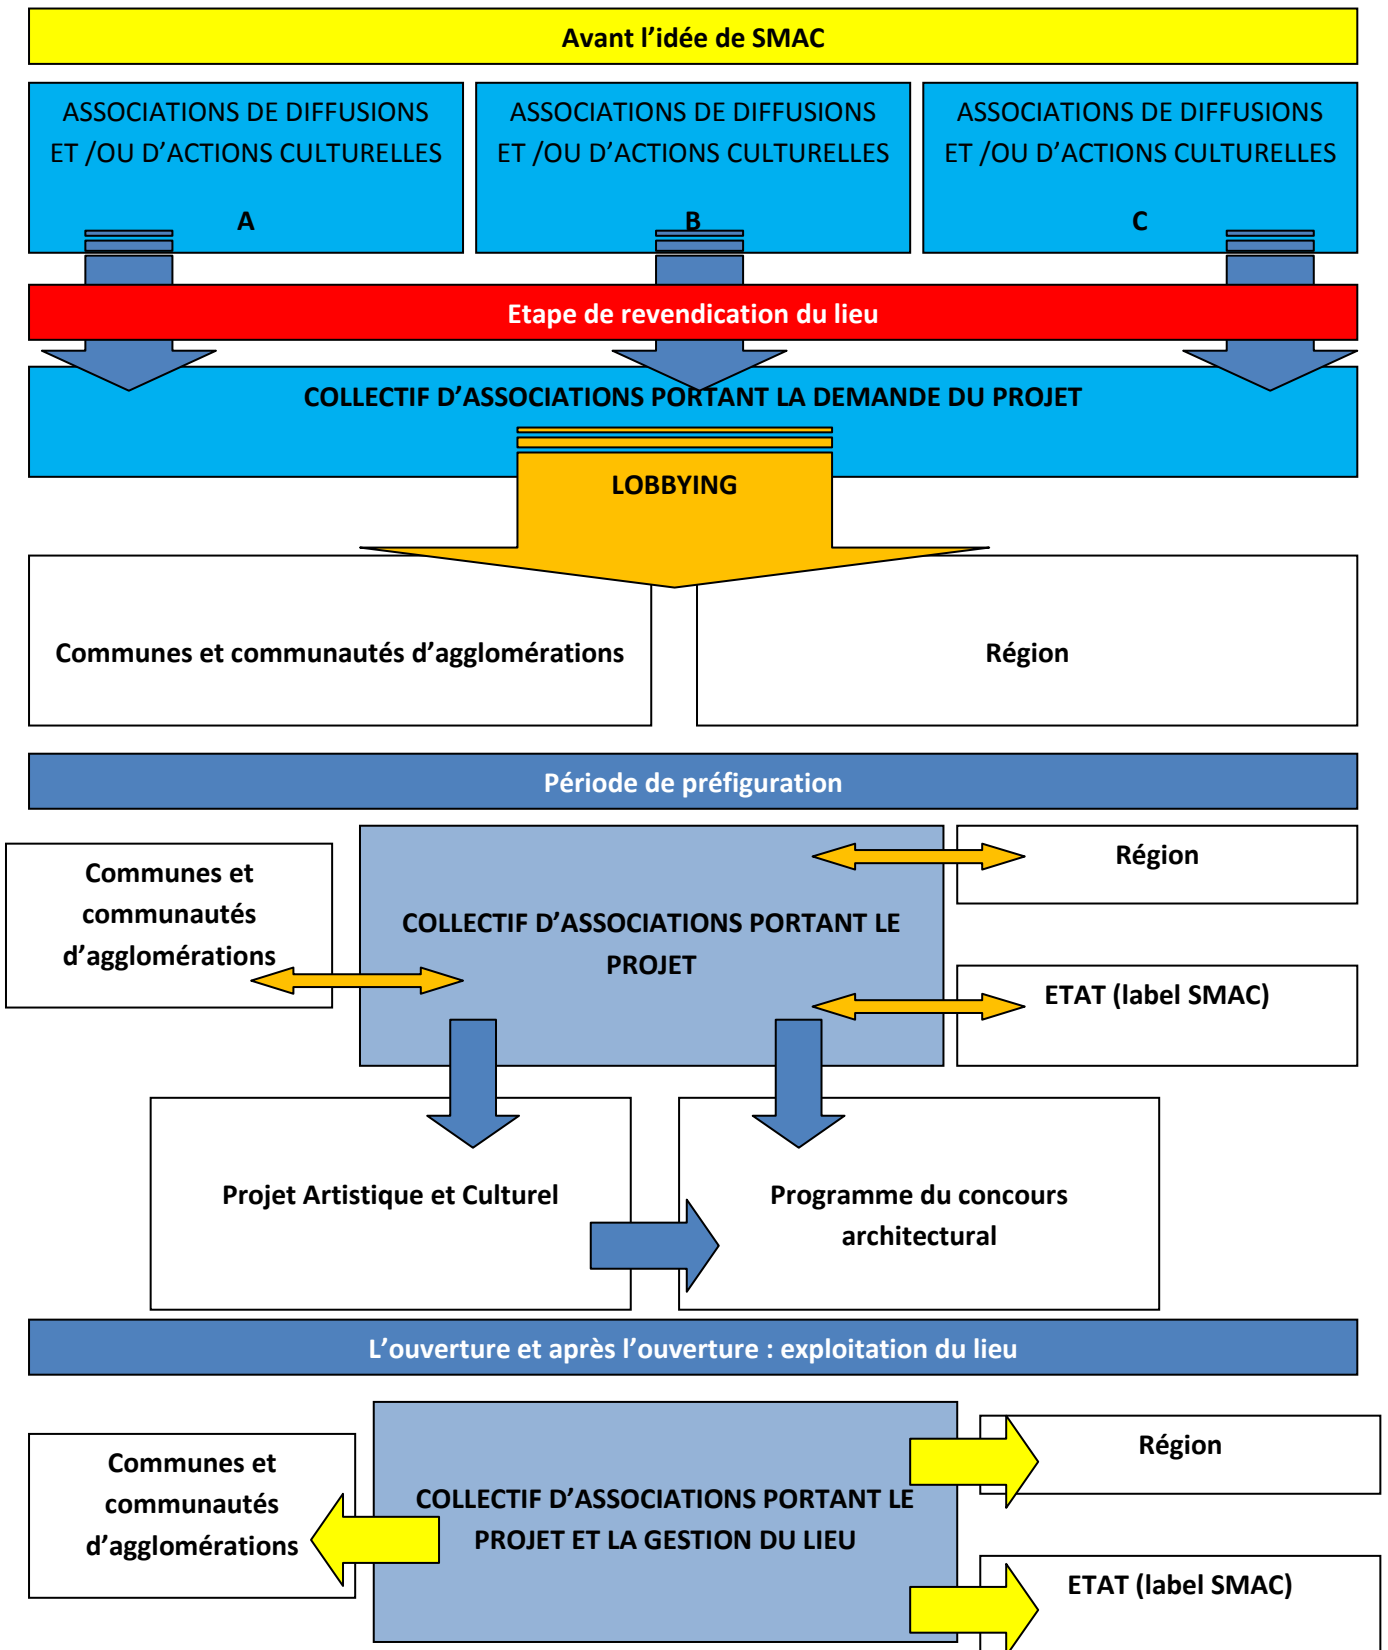 Avant l’idée de SMAC
ASSOCIATIONS DE DIFFUSIONS
ET /OU D’ACTIONS CULTURELLES
A
ASSOCIATIONS DE DIFFUSIONS
ET /OU D’ACTIONS CULTURELLES
B
ASSOCIATIONS DE DIFFUSIONS
ET /OU D’ACTIONS CULTURELLES
C
Etape de revendication du lieu
COLLECTIF D’ASSOCIATIONS PORTANT LA DEMANDE DU PROJET
LOBBYING
Communes et communautés d’agglomérations
Région
Période de préfiguration
Communes et
communautés
d’agglomérations
COLLECTIF D’ASSOCIATIONS PORTANT LE
PROJET
Région
ETAT (label SMAC)
Projet Artistique et Culturel
Programme du concours
architectural
L’ouverture et après l’ouverture : exploitation du lieu
Communes et
communautés
d’agglomérations
COLLECTIF D’ASSOCIATIONS PORTANT LE
PROJET ET LA GESTION DU LIEU
Région
ETAT (label SMAC)